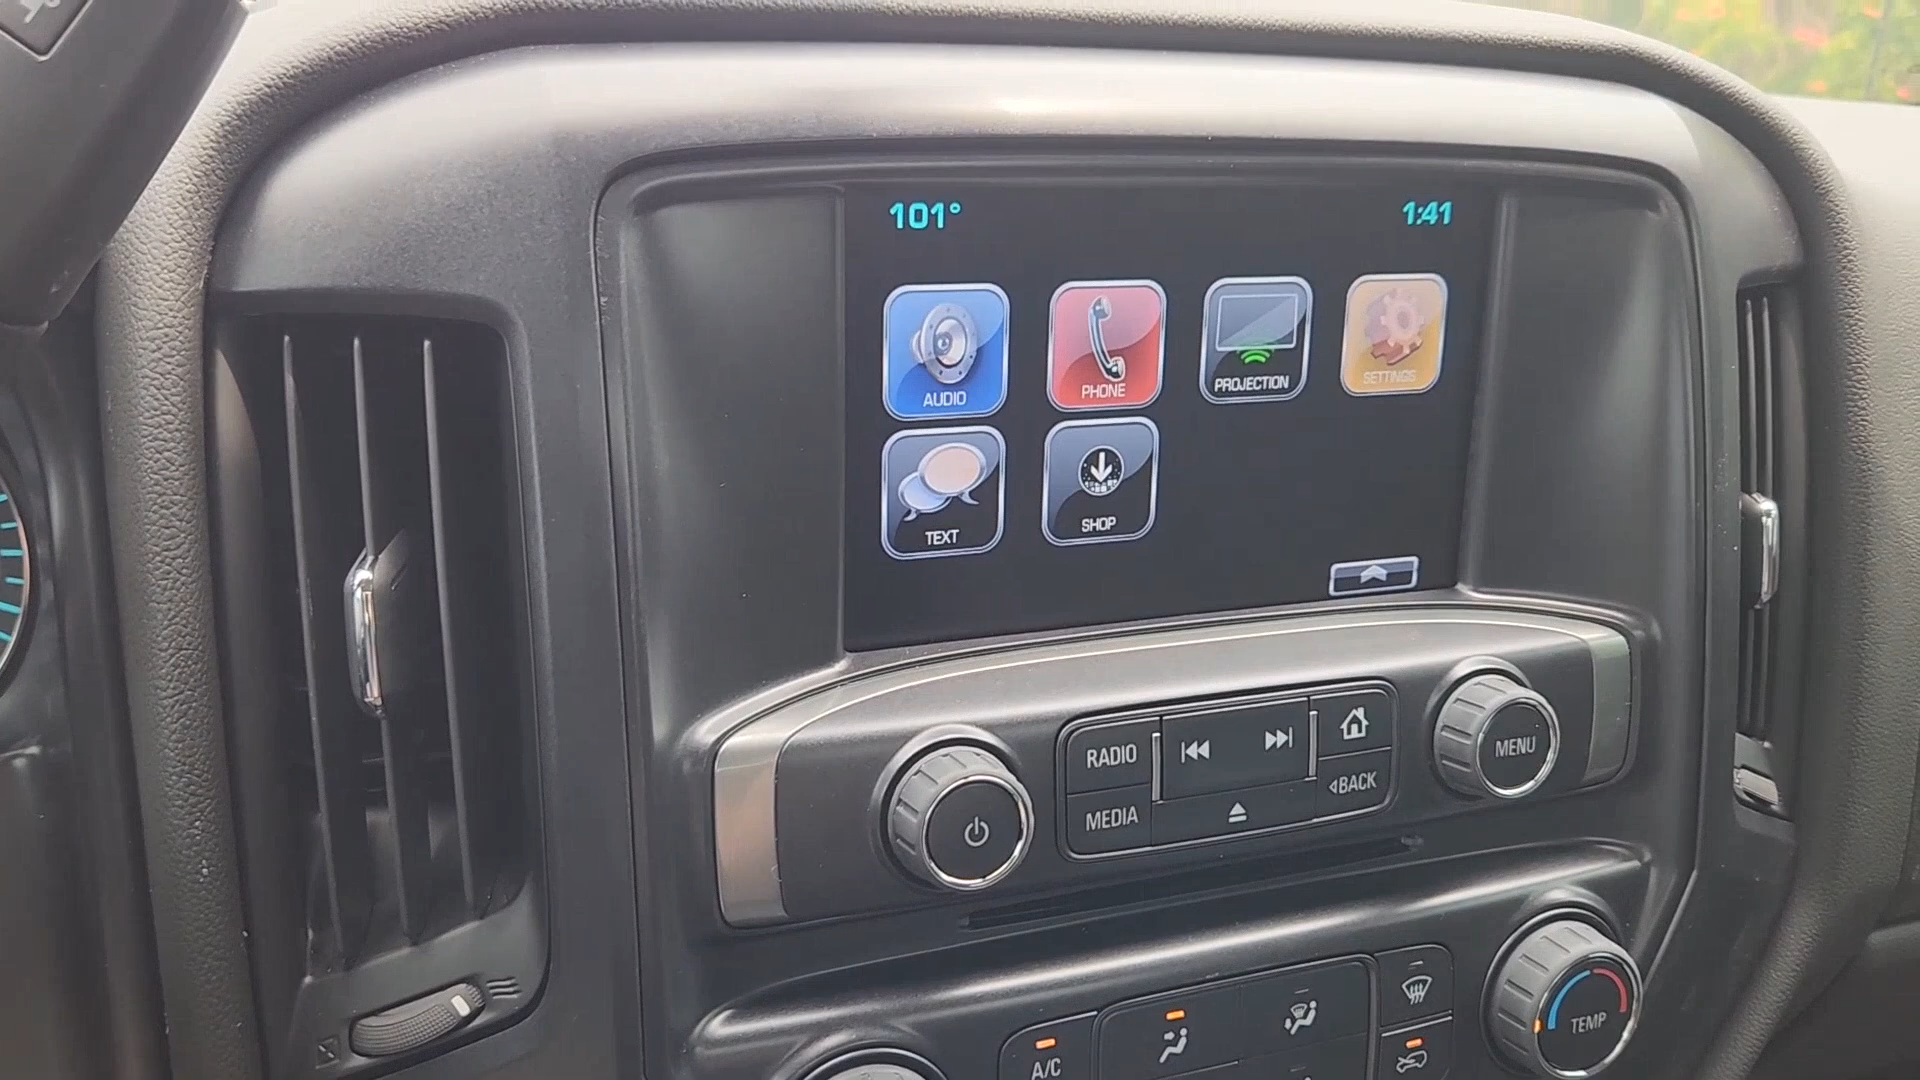 101°
1:41
AUDIO
PHONE
PROJECTION
SETTINGS
TEXT
SHOP
RADIO
MEDIA
BACK
MENU
A/C
TEMP